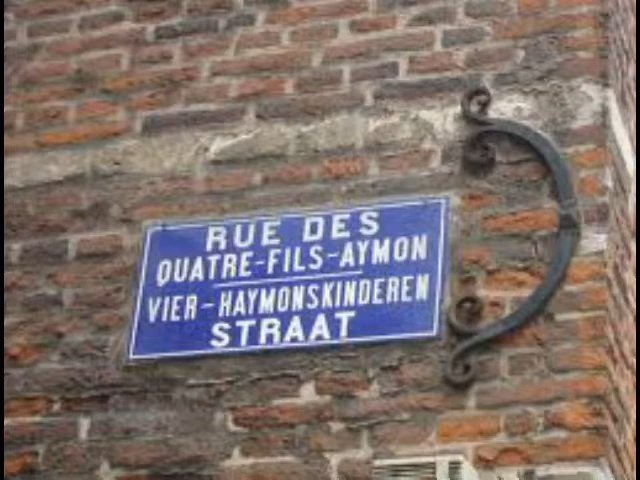 RUE DES
QUATRE-FILS-AYMON
VIER-HAYMONSKINDEREN
STRAAT